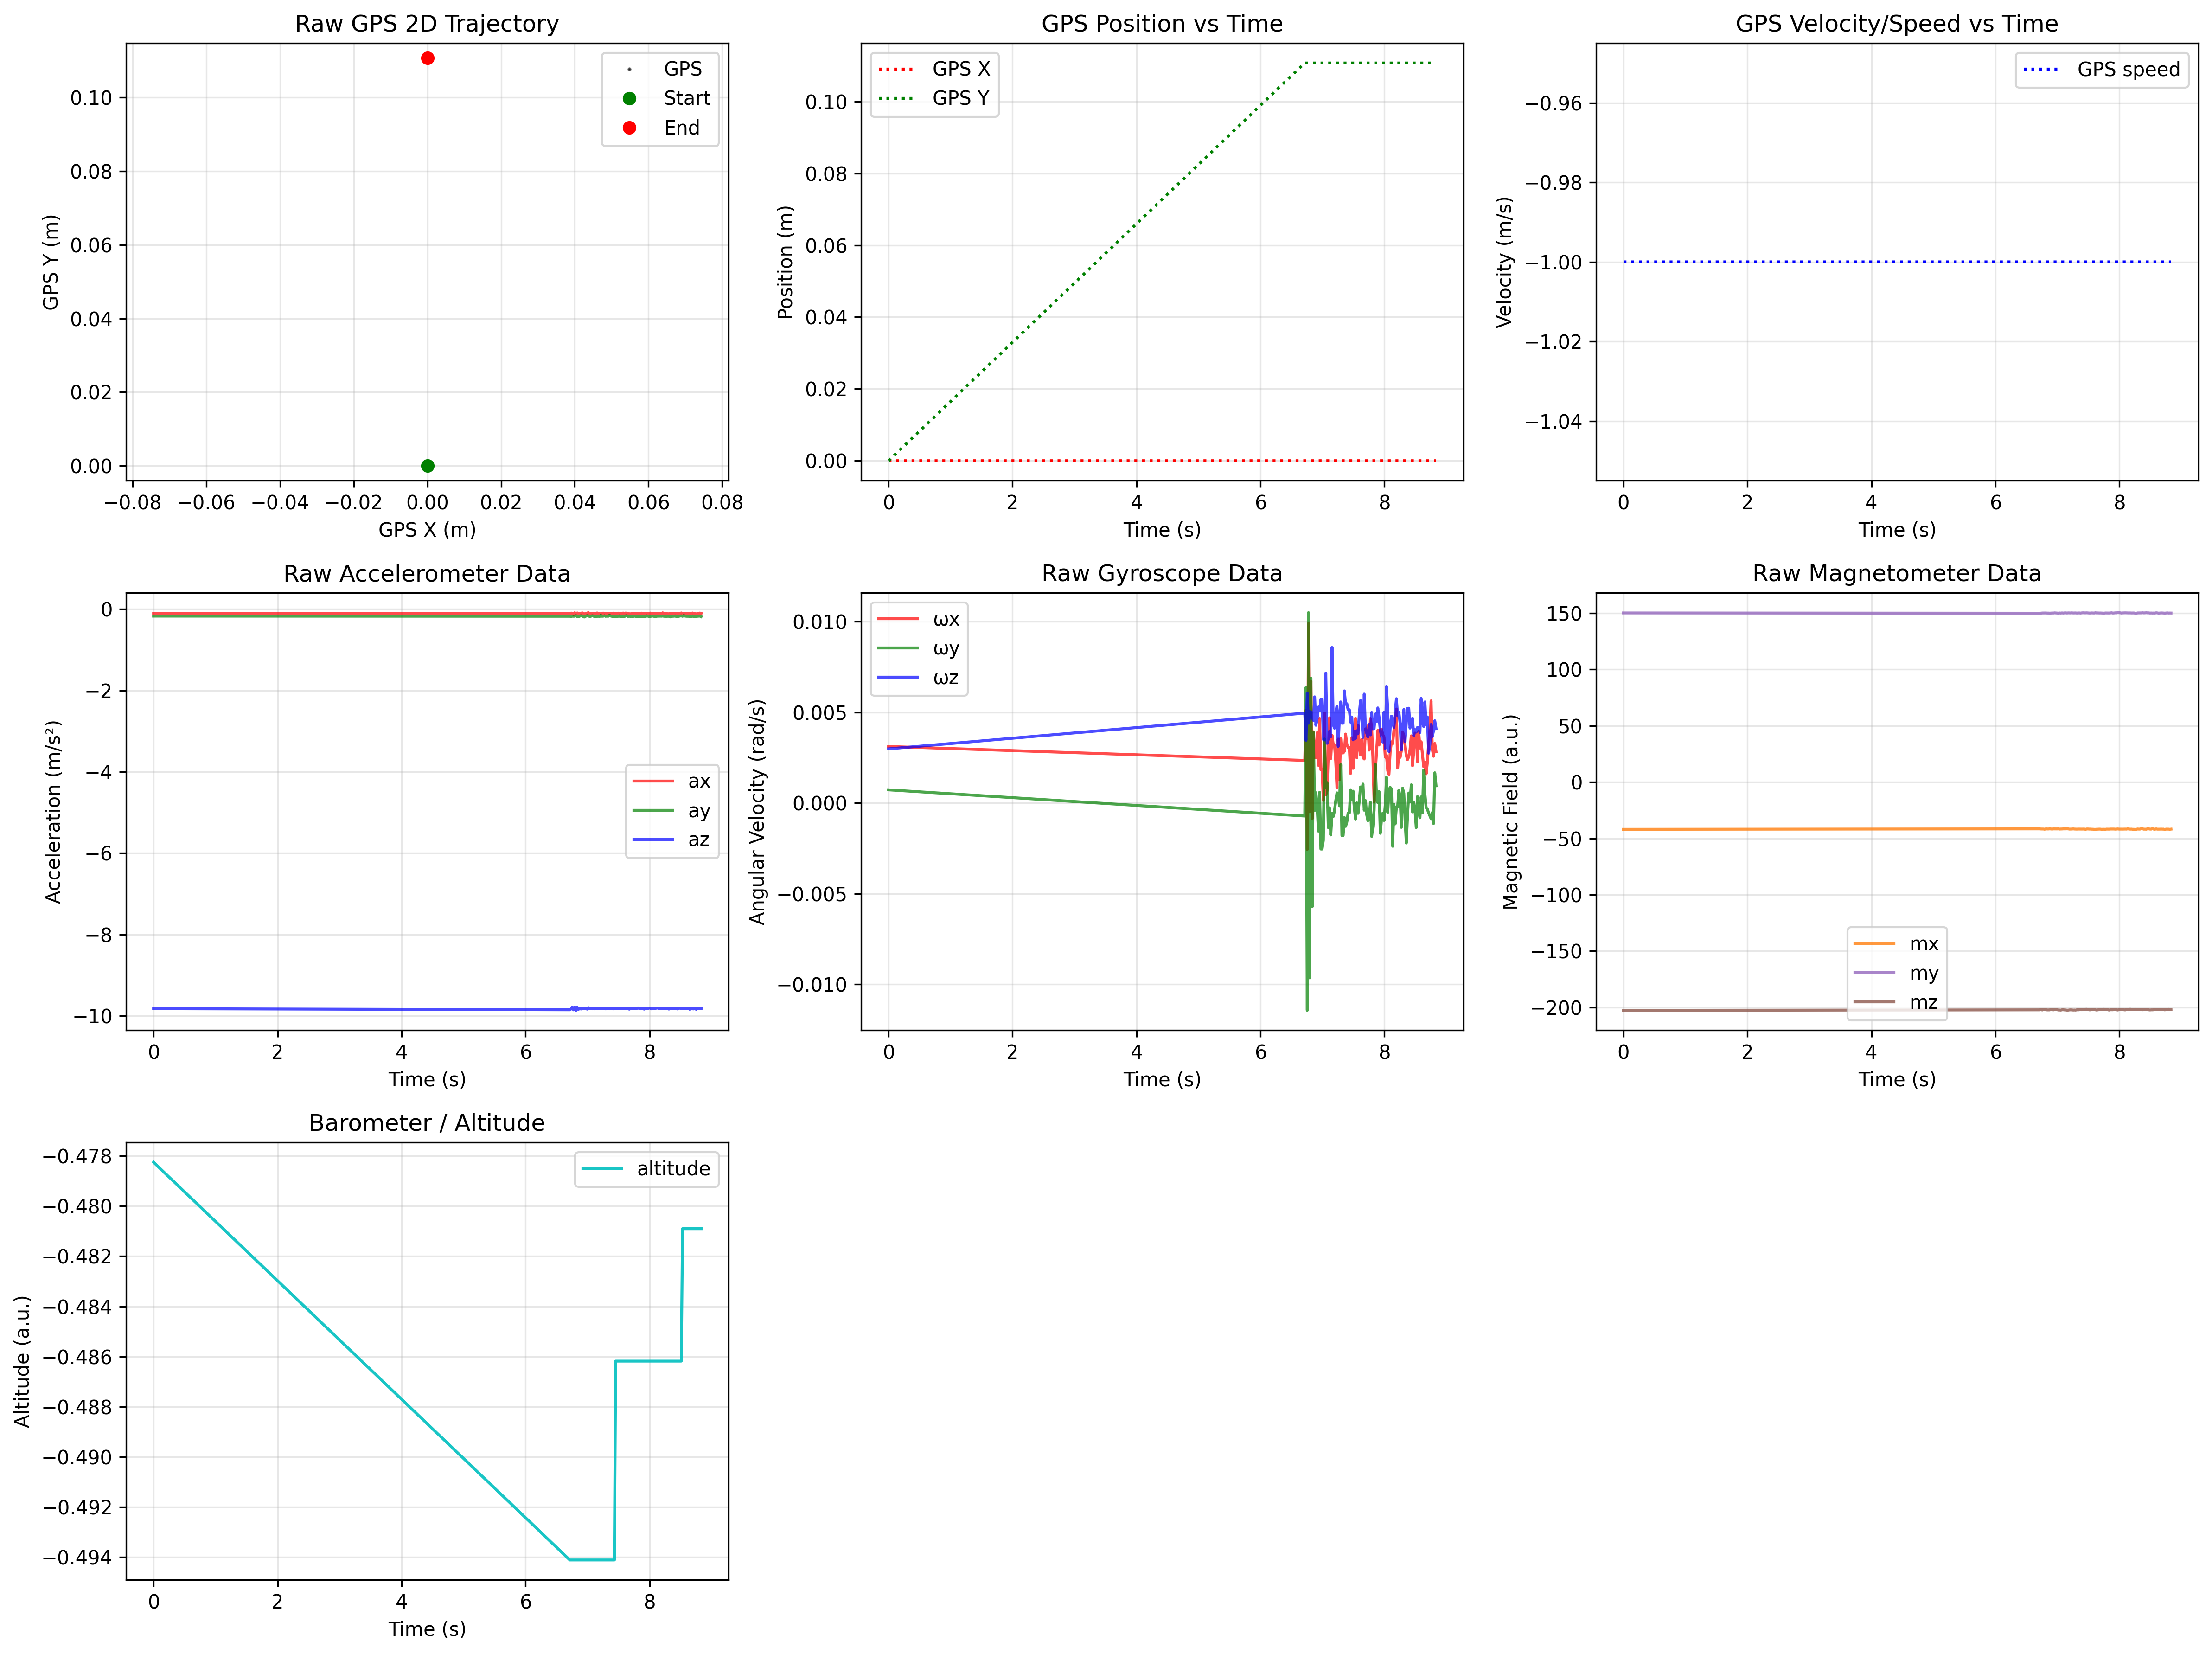 Raw GPS 2D Trajectory
GPS Y (m)
0.10
0.08
0.06
0.04
0.02
0.00
GPS
Start
End
−0.08 −0.06 −0.04 −0.02 0.00 0.02 0.04 0.06 0.08
GPS X (m)
GPS Position vs Time
Position (m)
0.10
0.08
0.06
0.04
0.02
0.00
GPS X
GPS Y
0 2 4 6 8
Time (s)
GPS Velocity/Speed vs Time
Velocity (m/s)
−0.96
−0.98
−1.00
−1.02
−1.04
GPS speed
0 2 4 6 8
Time (s)
Raw Accelerometer Data
Acceleration (m/s²)
0
−2
−4
−6
−8
−10
ax
ay
az
0 2 4 6 8
Time (s)
Raw Gyroscope Data
Angular Velocity (rad/s)
0.010
0.005
0.000
−0.005
−0.010
ωx
ωy
ωz
0 2 4 6 8
Time (s)
Raw Magnetometer Data
Magnetic Field (a.u.)
150
100
50
0
−50
−100
−150
−200
mx
my
mz
0 2 4 6 8
Time (s)
Barometer / Altitude
Altitude (a.u.)
−0.478
−0.480
−0.482
−0.484
−0.486
−0.488
−0.490
−0.492
−0.494
altitude
0 2 4 6 8
Time (s)